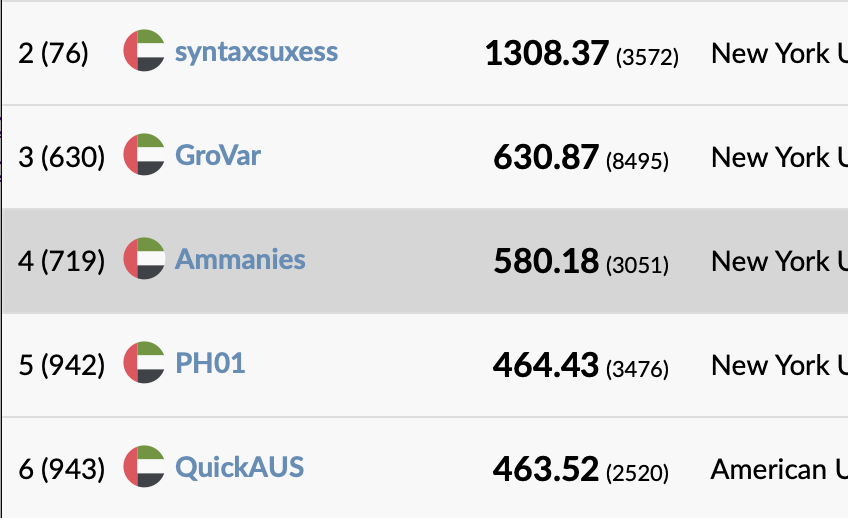 2 (76) syntaxsuxess 1308.37 (3572) New York U
3 (630) GroVar 630.87 (8495) New York U
4 (719) Ammanies 580.18 (3051) New York U
5 (942) PH01 464.43 (3476) New York U
6 (943) QuickAUS 463.52 (2520) American U